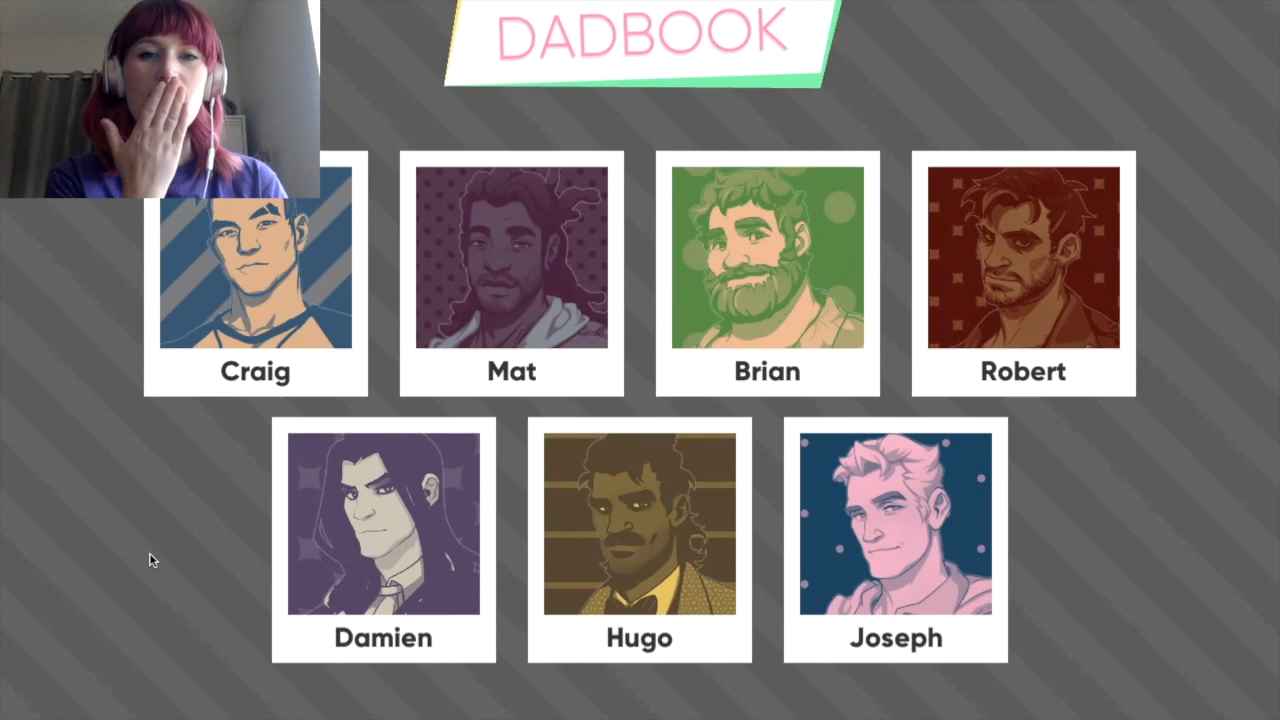 DADBOOK
Craig
Mat
Brian
Robert
Damien
Hugo
Joseph